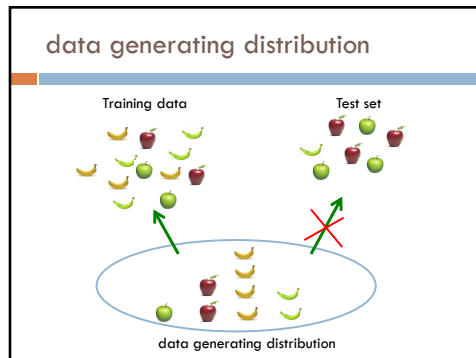 data generating distribution
Training data
Test set
data generating distribution